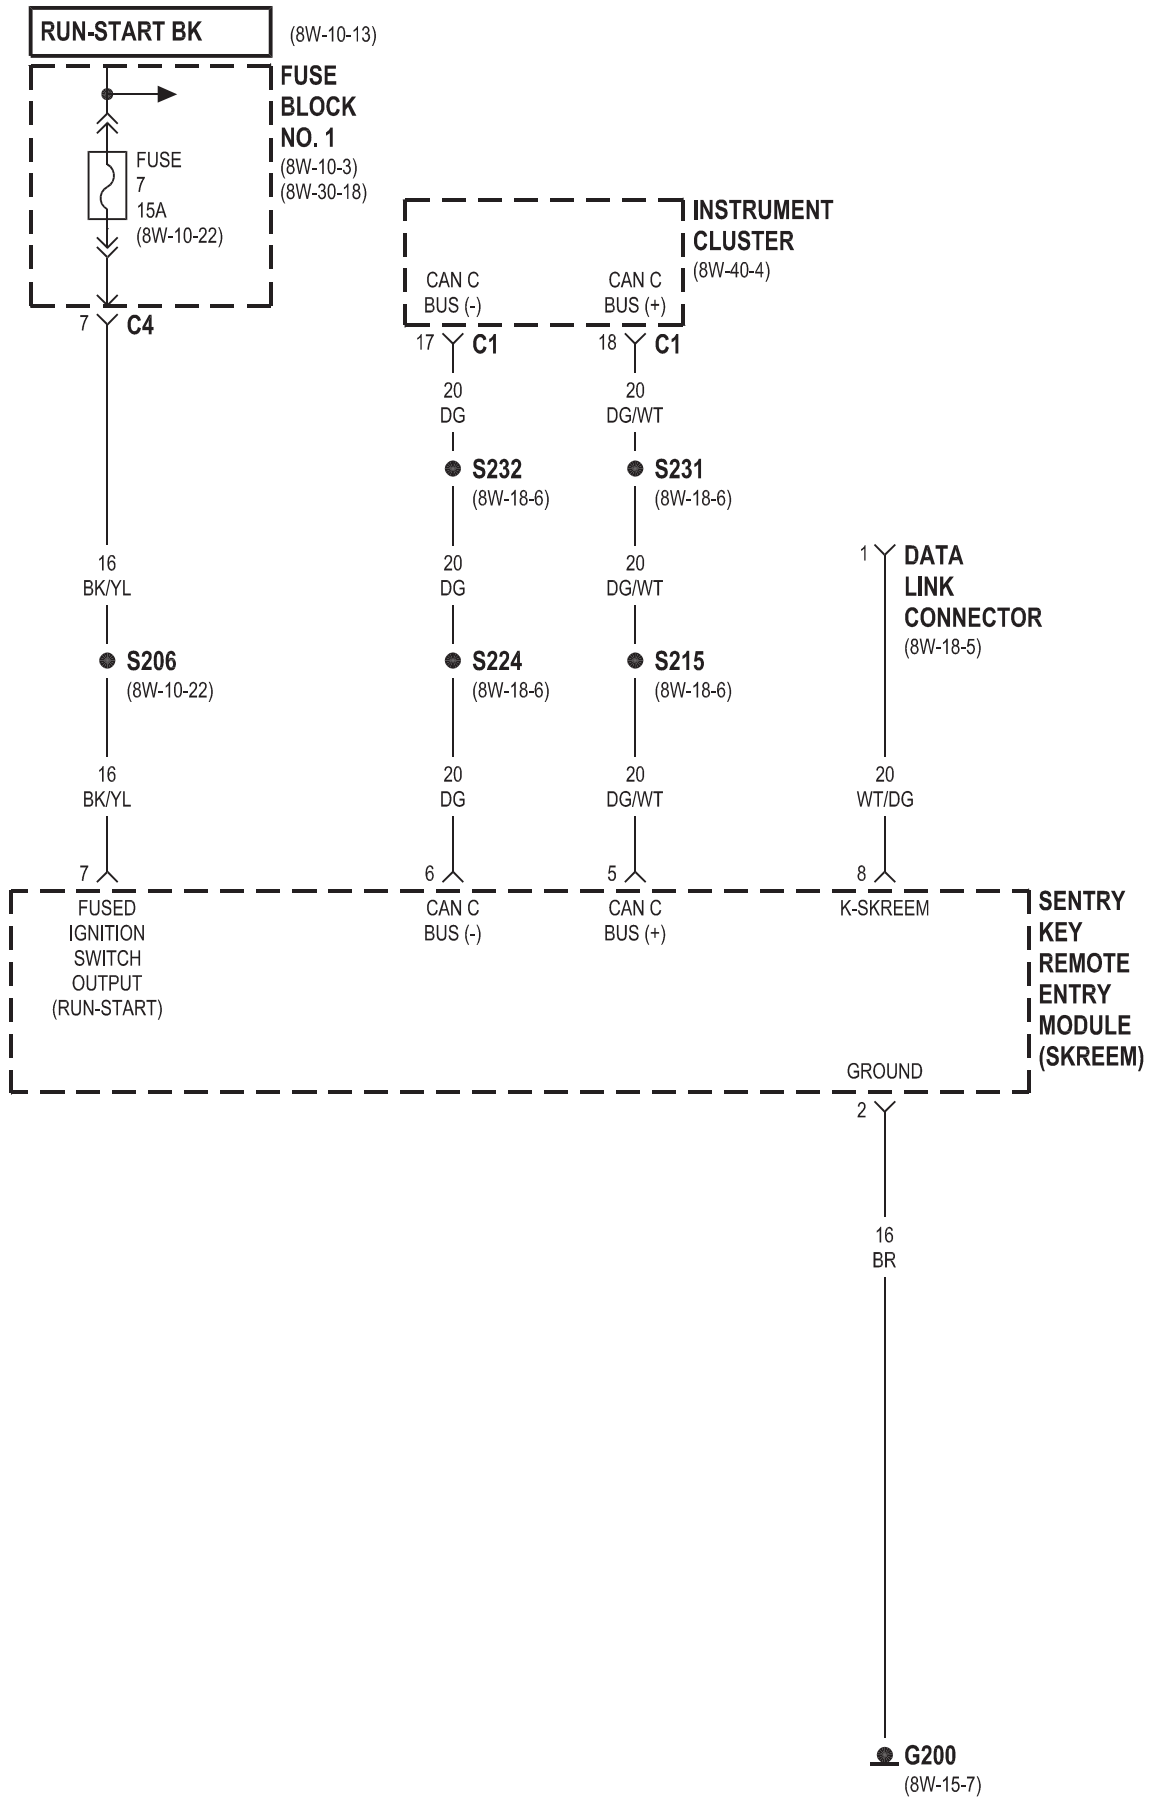 RUN-START BK
(8W-10-13)
FUSE
BLOCK
NO. 1
(8W-10-3)
(8W-30-18)
FUSE
7
15A
(8W-10-22)
7
C4
INSTRUMENT
CLUSTER
(8W-40-4)
CAN C
BUS (-)
CAN C
BUS (+)
17
C1
18
C1
20
DG
20
DG/WT
S232
(8W-18-6)
S231
(8W-18-6)
16
BK/YL
20
DG
20
DG/WT
1
DATA
LINK
CONNECTOR
(8W-18-5)
S206
(8W-10-22)
S224
(8W-18-6)
S215
(8W-18-6)
16
BK/YL
20
DG
20
DG/WT
20
WT/DG
7
6
5
8
FUSED
IGNITION
SWITCH
OUTPUT
(RUN-START)
CAN C
BUS (-)
CAN C
BUS (+)
K-SKREEM
SENTRY
KEY
REMOTE
ENTRY
MODULE
(SKREEM)
GROUND
2
16
BR
G200
(8W-15-7)